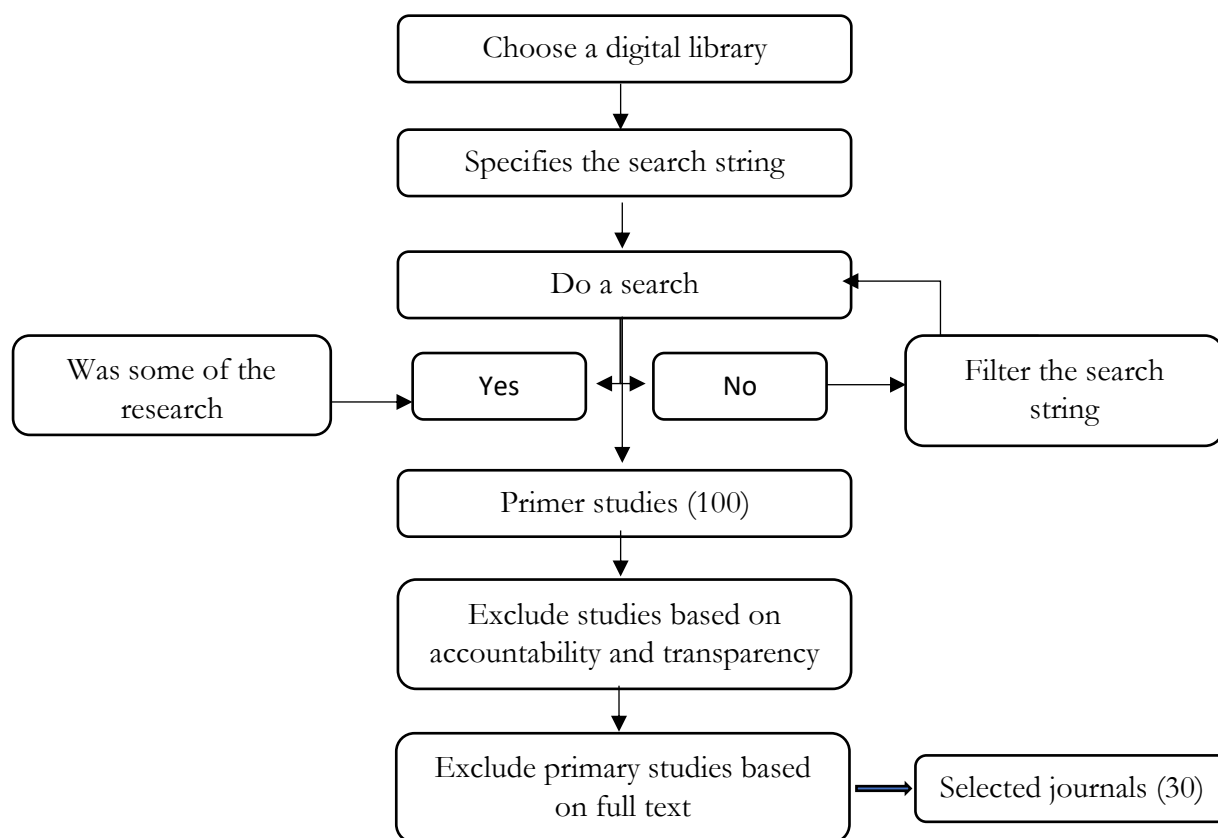 Choose a digital library
Specifies the search string
Do a search
Was some of the
research
Yes
No
Filter the search
string
Primer studies (100)
Exclude studies based on
accountability and transparency
Exclude primary studies based
on full text
Selected journals (30)